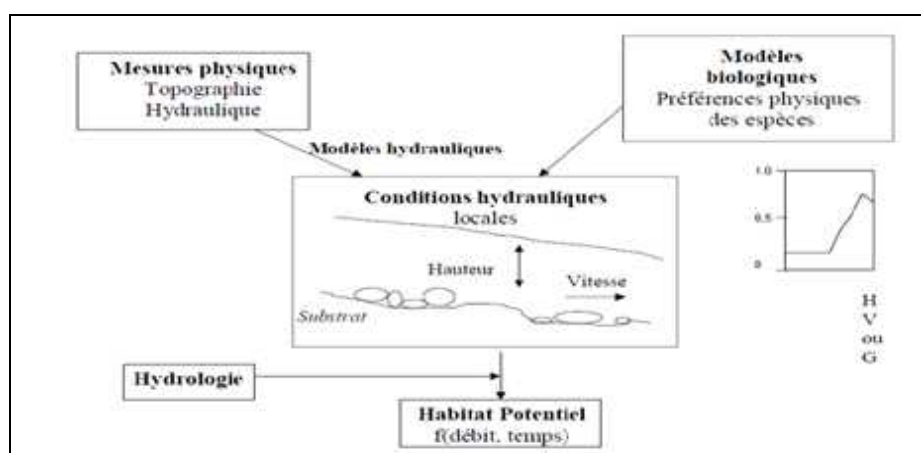 Mesures physiques
Topographie
Hydraulique
Modèles
biologiques
Préférences physiques
des espèces
Modèles hydrauliques
Conditions hydrauliques
locales
Hauteur
Vitesse
Substrat
1.0
0.5
0
H
V
ou
G
Hydrologie
Habitat Potentiel
f(débit, temps)